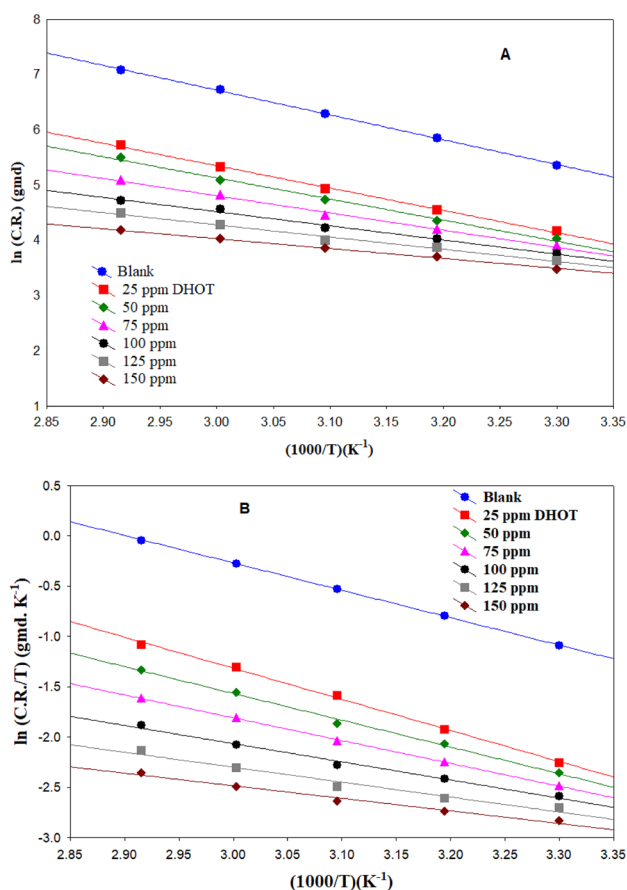 8
7
6
5
4
3
2
1
A
ln (C.R.) (gmd)
Blank
25 ppm DHOT
50 ppm
75 ppm
100 ppm
125 ppm
150 ppm
2.85 2.90 2.95 3.00 3.05 3.10 3.15 3.20 3.25 3.30 3.35
(1000/T)(K-1)
0.5
0.0
-0.5
-1.0
-1.5
-2.0
-2.5
-3.0
B
ln (C.R./T) (gmd. K-1)
Blank
25 ppm DHOT
50 ppm
75 ppm
100 ppm
125 ppm
150 ppm
2.85 2.90 2.95 3.00 3.05 3.10 3.15 3.20 3.25 3.30 3.35
(1000/T)(K-1)